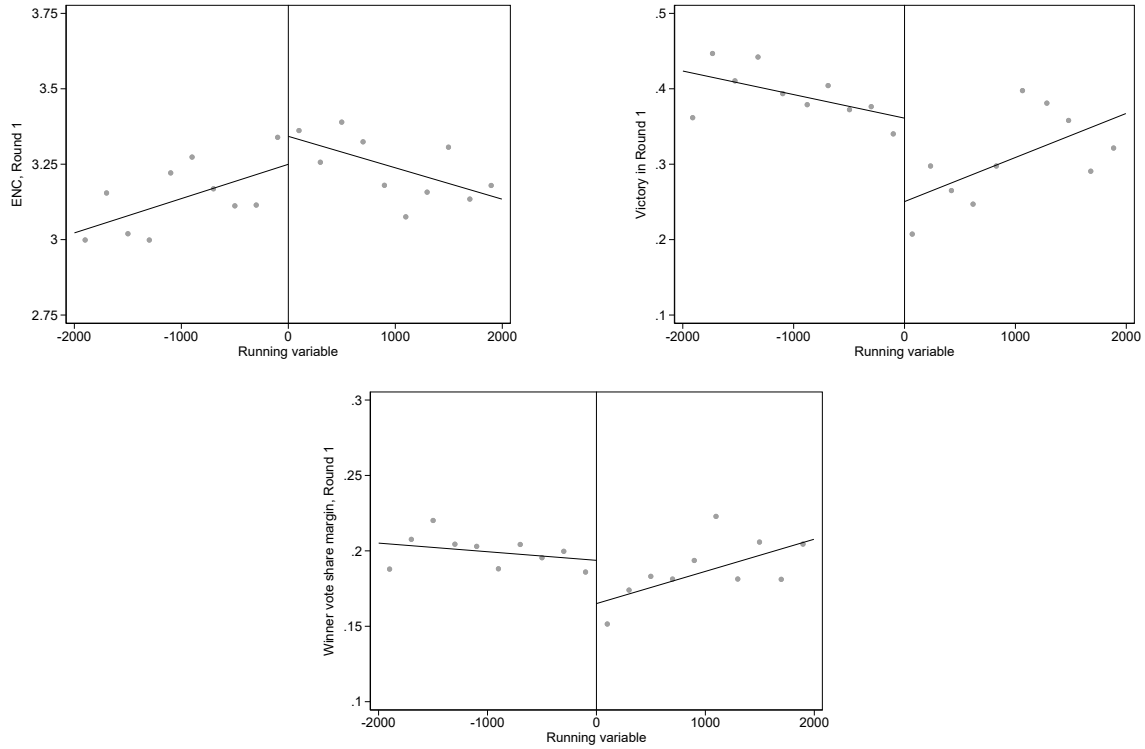 3.75
3.5
3.25
3
2.75
ENC, Round 1
-2000 -1000 0 1000 2000
Running variable
.5
.4
.3
.2
.1
Victory in Round 1
-2000 -1000 0 1000 2000
Running variable
.3
.25
.2
.15
.1
Winner vote share margin, Round 1
-2000 -1000 0 1000 2000
Running variable